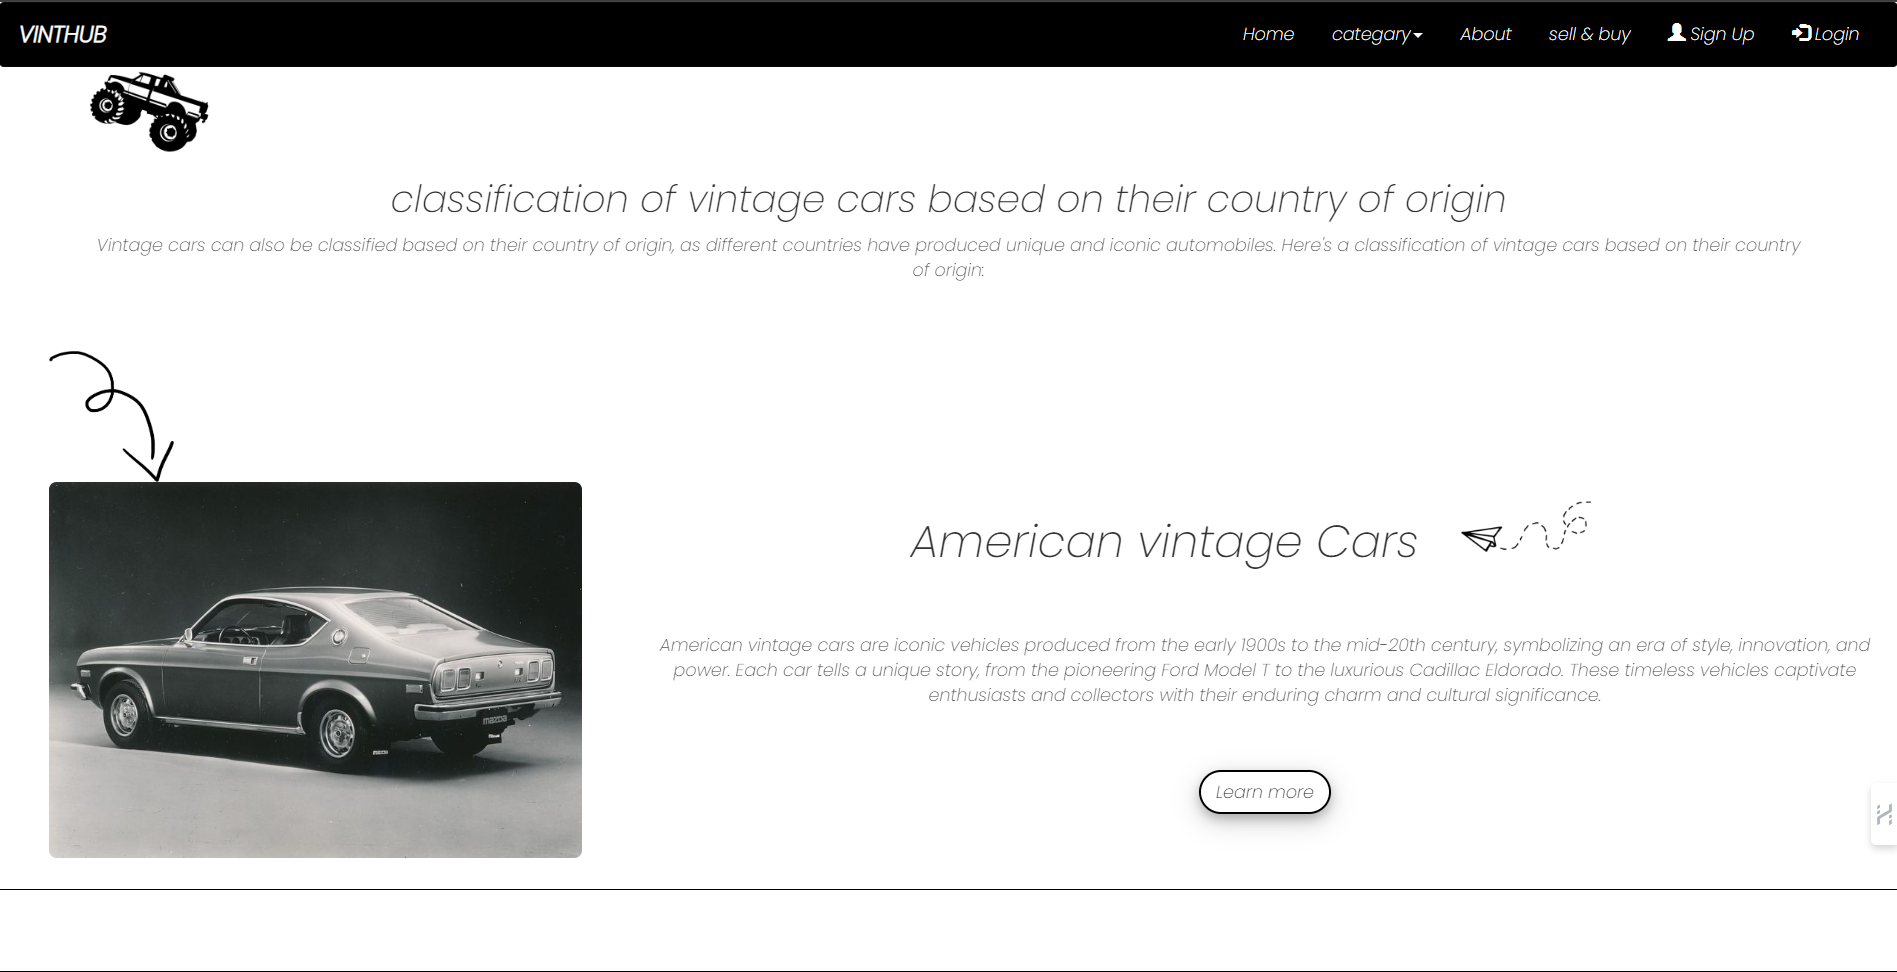 VINTHUB
Home categary About sell & buy Sign Up Login
classification of vintage cars based on their country of origin
Vintage cars can also be classified based on their country of origin, as different countries have produced unique and iconic automobiles. Here's a classification of vintage cars based on their country
of origin:
American vintage Cars
American vintage cars are iconic vehicles produced from the early 1900s to the mid-20th century, symbolizing an era of style, innovation, and
power. Each car tells a unique story, from the pioneering Ford Model T to the luxurious Cadillac Eldorado. These timeless vehicles captivate
enthusiasts and collectors with their enduring charm and cultural significance.
mazda
Learn more